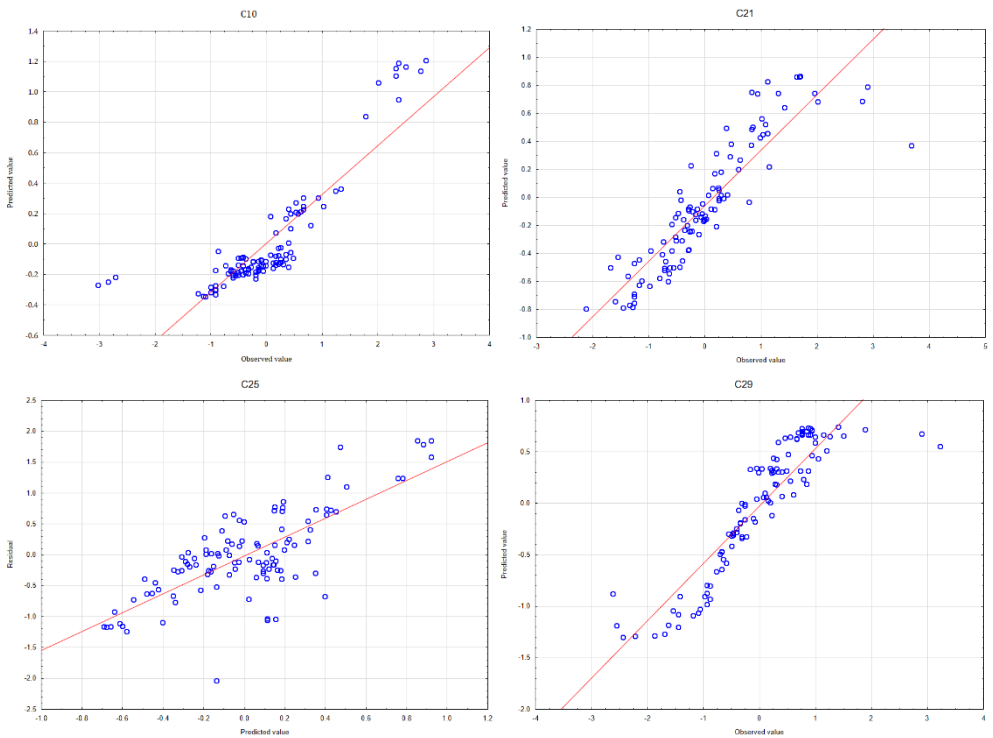 C10
Predicted value
1.4
1.2
1.0
0.8
0.6
0.4
0.2
0.0
-0.2
-0.4
-0.6
-4 -3 -2 -1 0 1 2 3 4
Observed value
C21
Predicted value
1.2
1.0
0.8
0.6
0.4
0.2
0.0
-0.2
-0.4
-0.6
-0.8
-1.0
-3 -2 -1 0 1 2 3 4 5
Observed value
C25
Residual
2.5
2.0
1.5
1.0
0.5
0.0
-0.5
-1.0
-1.5
-2.0
-2.5
-1.0 -0.8 -0.6 -0.4 -0.2 0.0 0.2 0.4 0.6 0.8 1.0 1.2
Predicted value
C29
Predicted value
1.0
0.5
0.0
-0.5
-1.0
-1.5
-2.0
-4 -3 -2 -1 0 1 2 3 4
Observed value